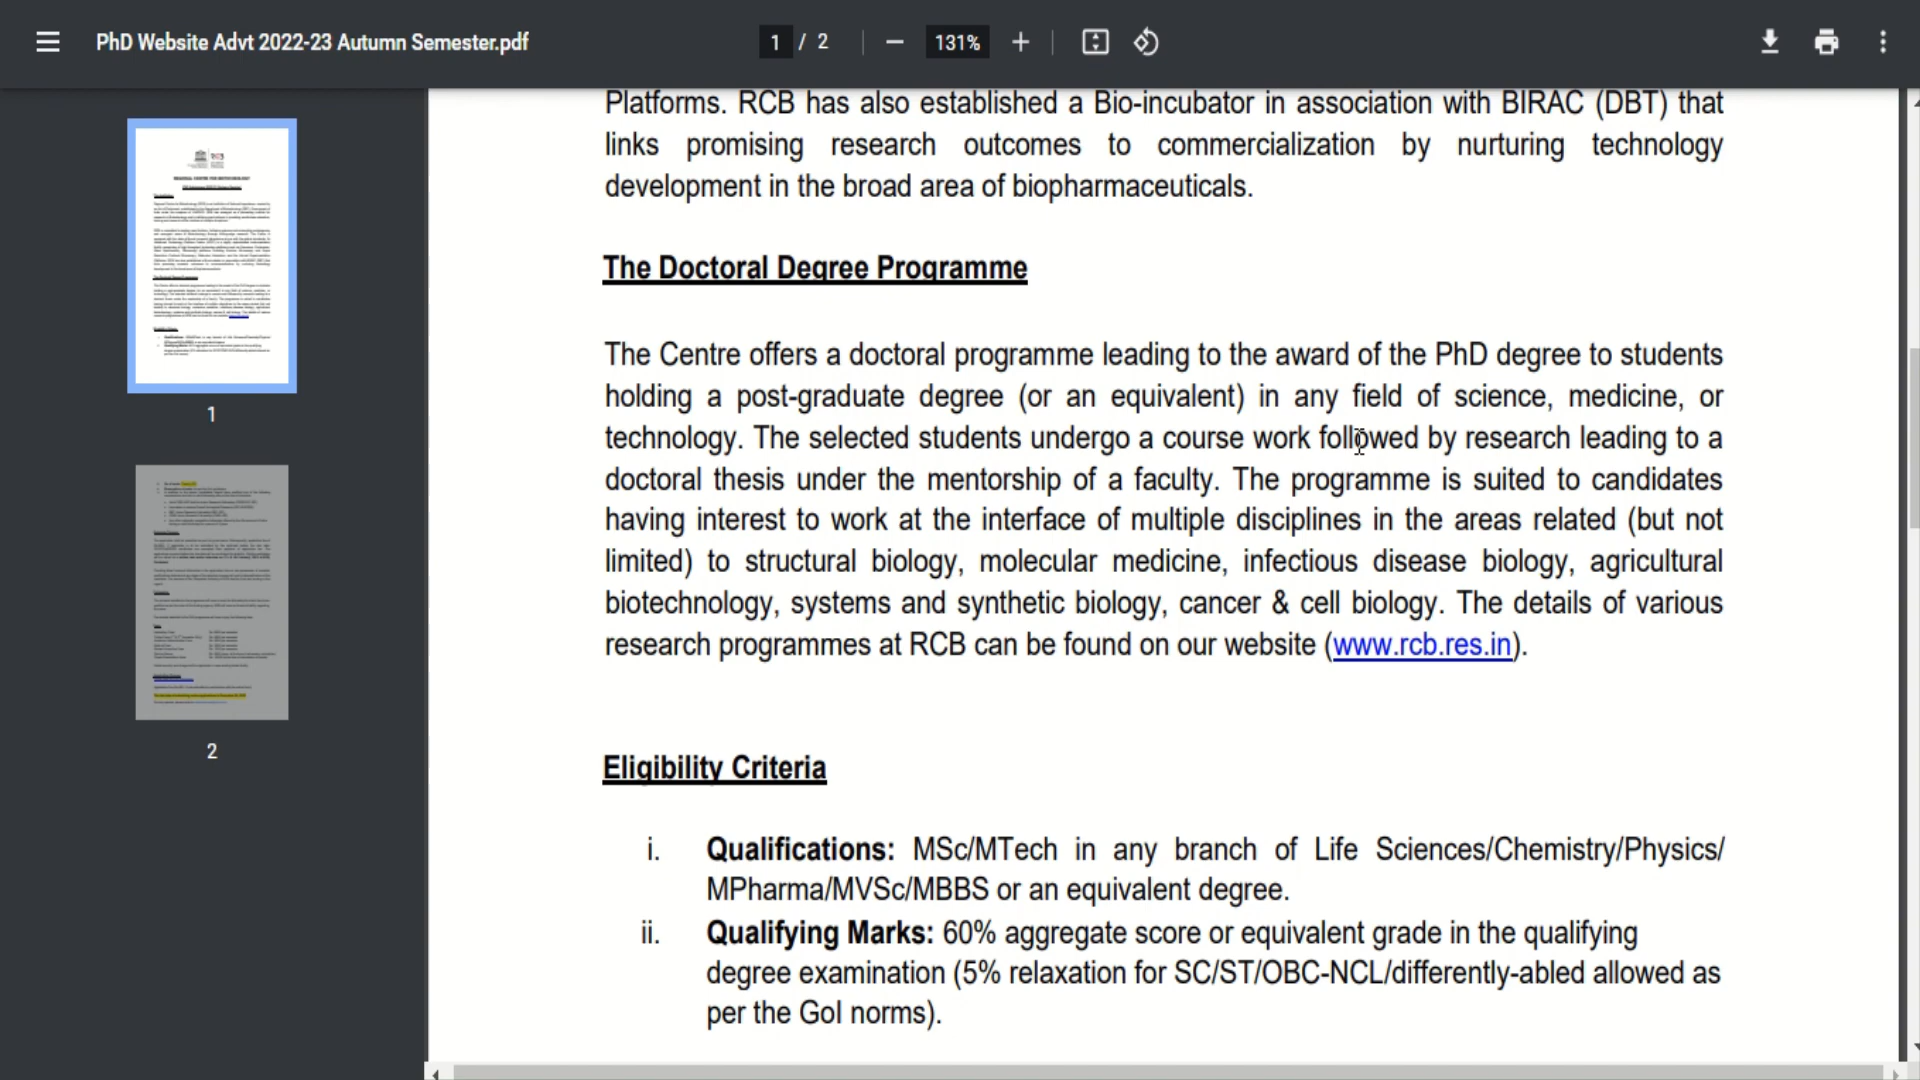 PhD Website Advt 2022-23 Autumn Semester.pdf
1 / 2
131%
Platforms. RCB has also established a Bio-incubator in association with BIRAC (DBT) that
links promising research outcomes to commercialization by nurturing technology
development in the broad area of biopharmaceuticals.
The Doctoral Degree Programme
The Centre offers a doctoral programme leading to the award of the PhD degree to students
holding a post-graduate degree (or an equivalent) in any field of science, medicine, or
technology. The selected students undergo a course work followed by research leading to a
doctoral thesis under the mentorship of a faculty. The programme is suited to candidates
having interest to work at the interface of multiple disciplines in the areas related (but not
limited) to structural biology, molecular medicine, infectious disease biology, agricultural
biotechnology, systems and synthetic biology, cancer & cell biology. The details of various
research programmes at RCB can be found on our website (www.rcb.res.in).
Eligibility Criteria
i. Qualifications: MSc/MTech in any branch of Life Sciences/Chemistry/Physics/
MPharma/MVSc/MBBS or an equivalent degree.
ii. Qualifying Marks: 60% aggregate score or equivalent grade in the qualifying
degree examination (5% relaxation for SC/ST/OBC-NCL/differently-abled allowed as
per the GoI norms).
1
2